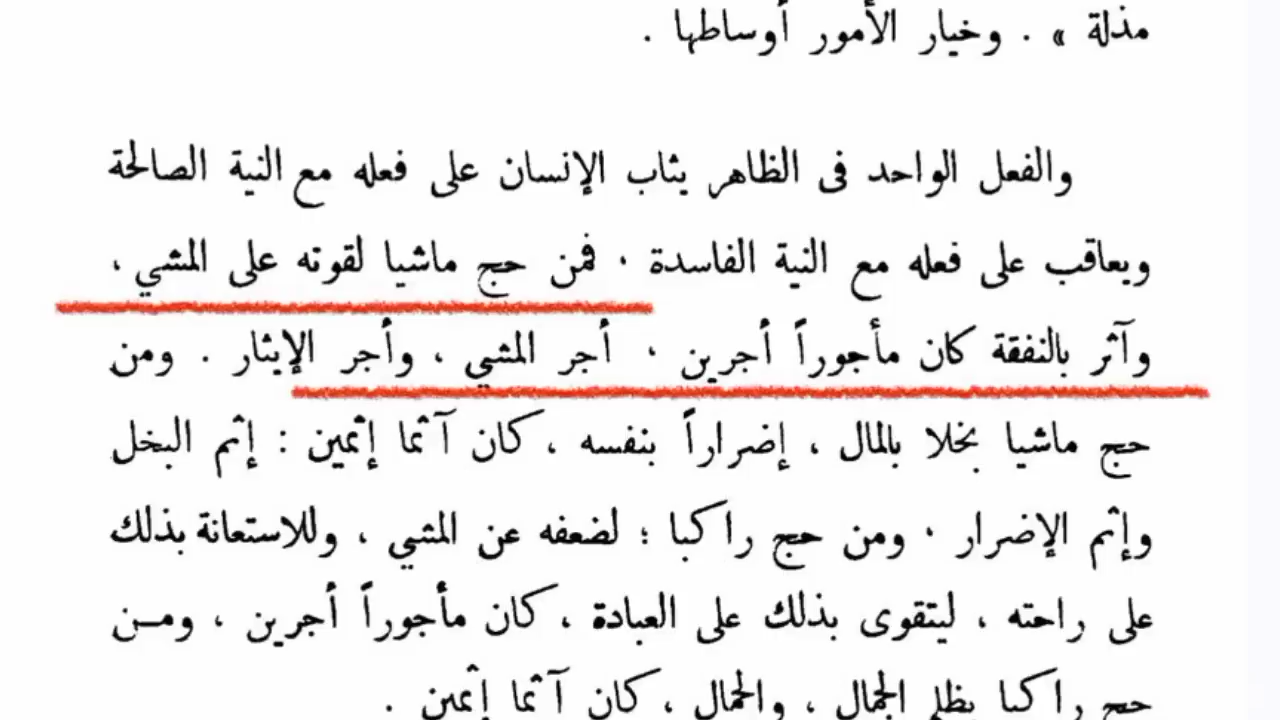 مذلة » . وخيار الأمور أوساطها .
والفعل الواحد فى الظاهر يثاب الإنسان على فعله مع النية الصالحة
ويعاقب على فعله مع النية الفاسدة . فمن حج ماشيا لقوته على المشي ،
وآثر بالنفقة كان مأجوراً أجرين . أجر المشي ، وأجر الإيثار . ومن
حج ماشيا بخلا بالمال ، إضراراً بنفسه ، كان آثما إثمين : إثم البخل
وإثم الإضرار . ومن حج راكبا ؛ لضعفه عن المشي ، وللاستعانة بذلك
على راحته ، ليتقوى بذلك على العبادة ، كان مأجوراً أجرين ، ومـن
حج راكبا يظلم الجمال ، والحمال ، كان آثما إثمين .